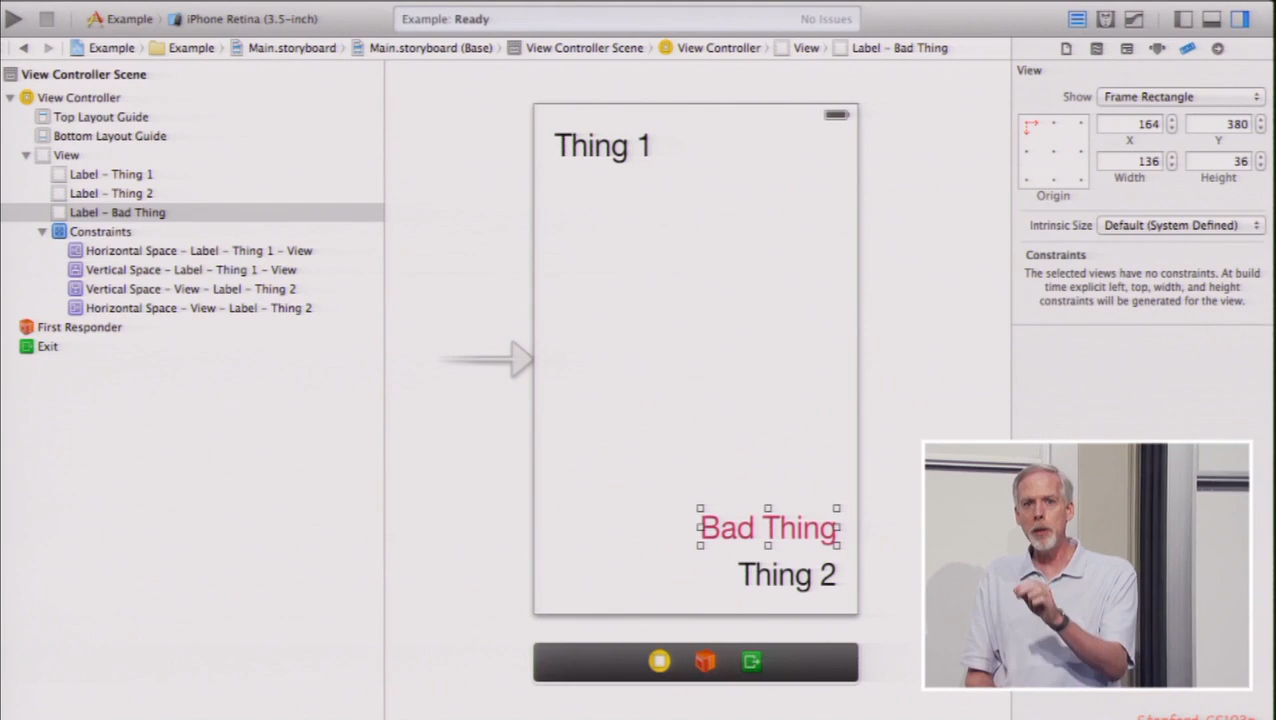 Example
iPhone Retina (3.5-inch)
Example: Ready
No Issues
Example
Example
Main.storyboard
Main.storyboard (Base)
View Controller Scene
View Controller
View
Label - Bad Thing
View Controller Scene
View Controller
Top Layout Guide
Bottom Layout Guide
View
Label - Thing 1
Label - Thing 2
Label - Bad Thing
Constraints
Horizontal Space - Label - Thing 1 - View
Vertical Space - Label - Thing 1 - View
Vertical Space - View - Label - Thing 2
Horizontal Space - View - Label - Thing 2
First Responder
Exit
Thing 1
Bad Thing
Thing 2
View
Show Frame Rectangle
164 380
X Y
136 36
Width Height
Origin
Intrinsic Size Default (System Defined)
Constraints
The selected views have no constraints. At build
time explicit left, top, width, and height
constraints will be generated for the view.